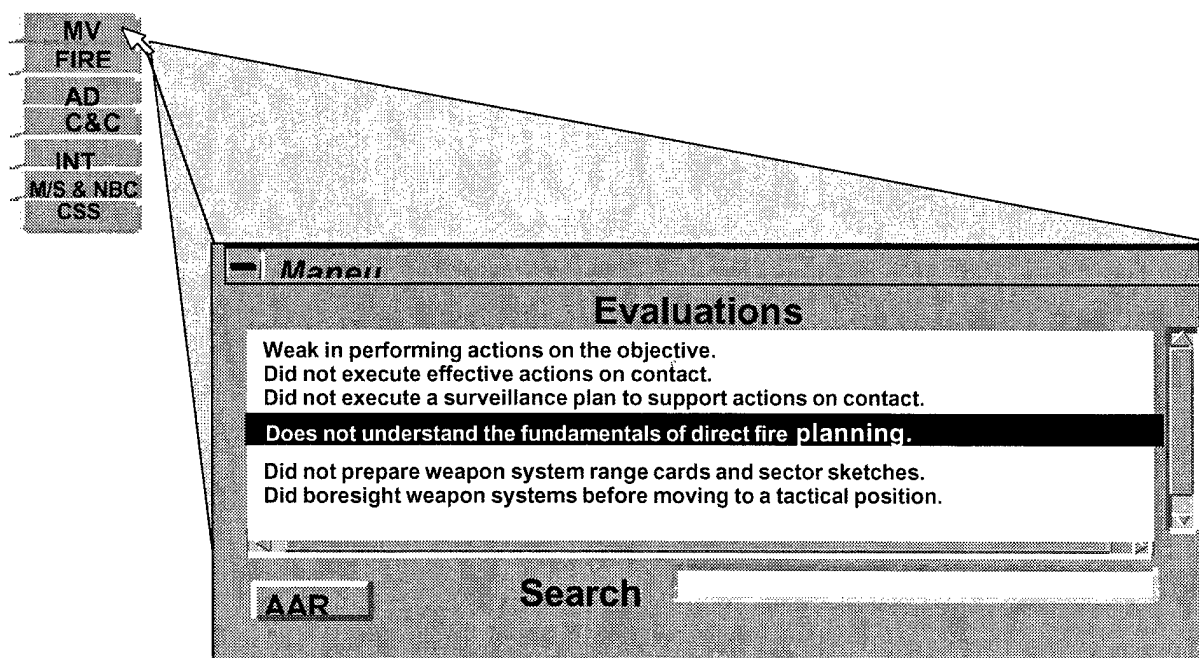 MV
FIRE
AD
C&C
INT
M/S & NBC
CSS
Maneu
Evaluations
Weak in performing actions on the objective.
Did not execute effective actions on contact.
Did not execute a surveillance plan to support actions on contact.
Does not understand the fundamentals of direct fire planning.
Did not prepare weapon system range cards and sector sketches.
Did boresight weapon systems before moving to a tactical position.
AAR
Search